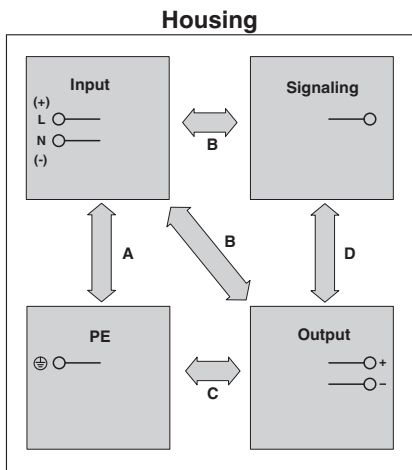 Housing
Input
(+)
L
N
(-)
Signaling
B
A
B
D
PE
Output
+
–
C